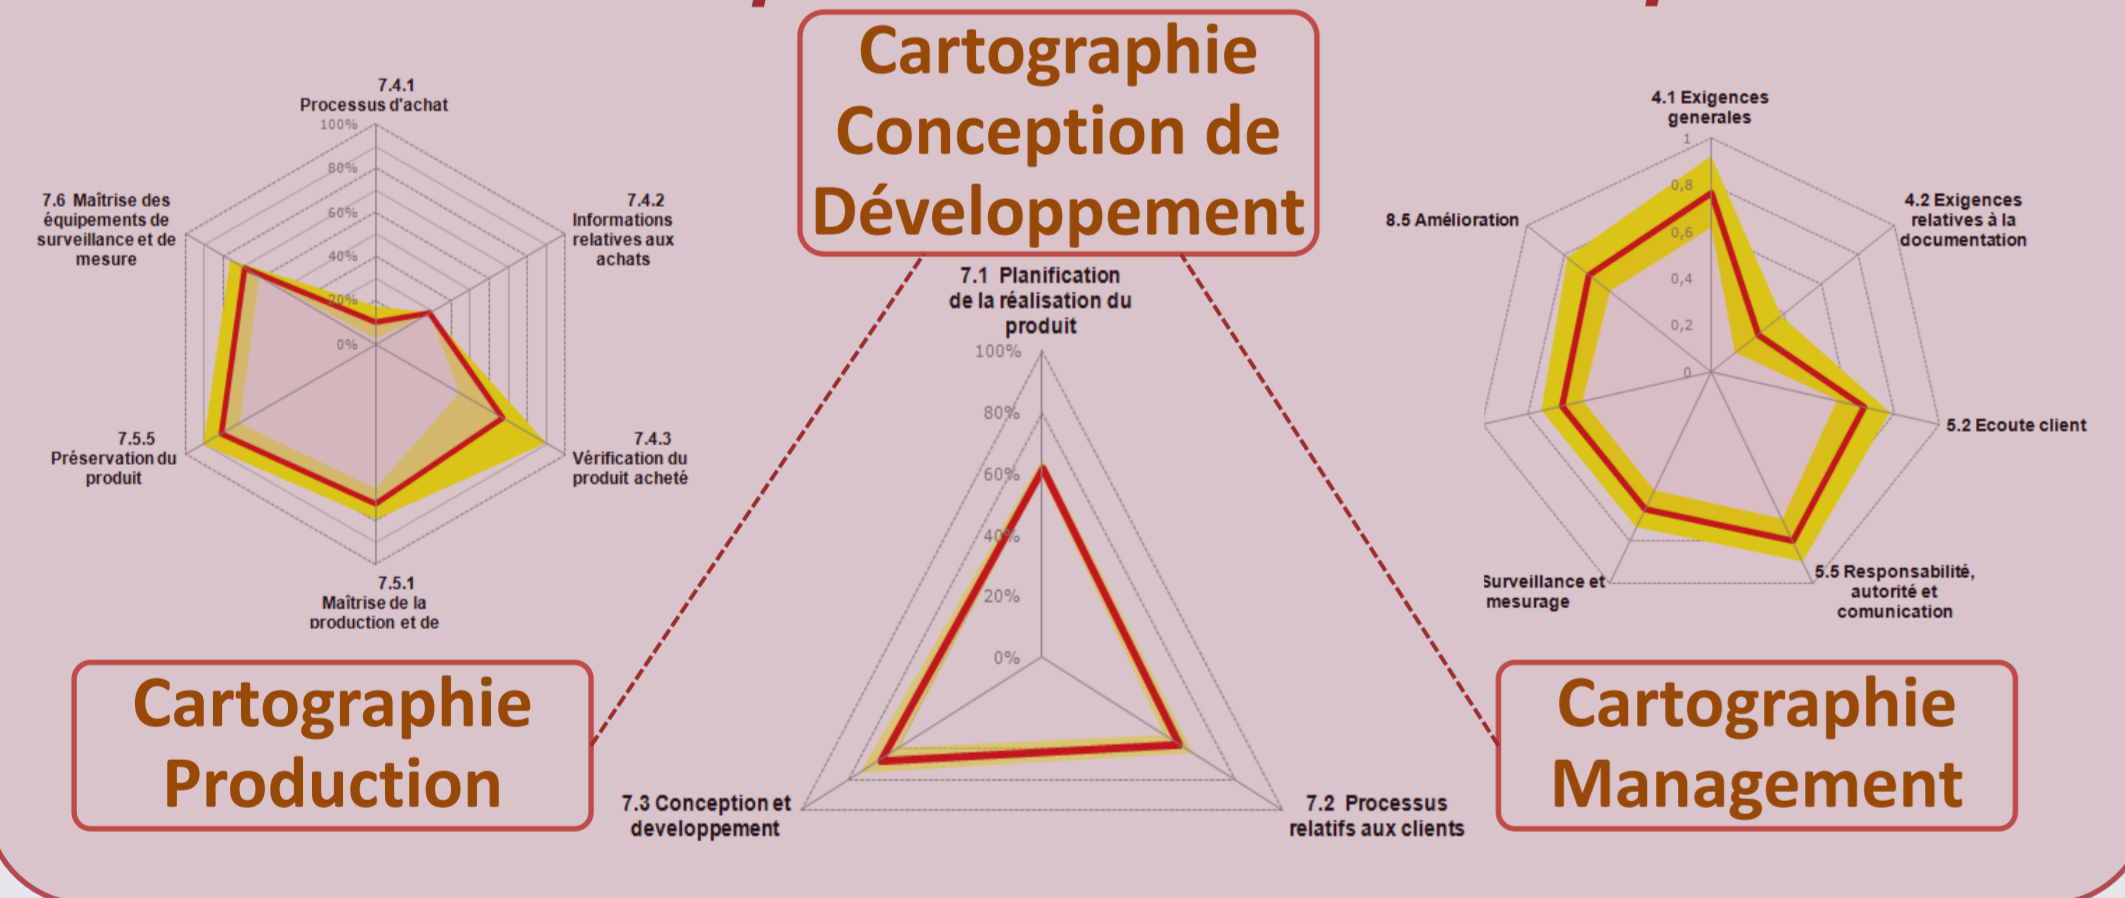 Cartographie
Conception de
Développement
7.4.1
Processus d'achat
100%
80%
60%
40%
20%
0%
7.4.2
Informations
relatives aux
achats
7.4.3
Vérification du
produit acheté
7.5.1
Maîtrise de la
production et de
7.5.5
Préservation du
produit
7.6 Maîtrise des
équipements de
surveillance et de
mesure
Cartographie
Production
7.1 Planification
de la réalisation du
produit
100%
80%
60%
40%
20%
0%
7.2 Processus
relatifs aux clients
7.3 Conception et
developpement
4.1 Exigences
generales
1
0,8
0,6
0,4
0,2
0
4.2 Exigences
relatives à la
documentation
5.2 Ecoute client
5.5 Responsabilité,
autorité et
comunication
Surveillance et
mesurage
8.5 Amélioration
Cartographie
Management